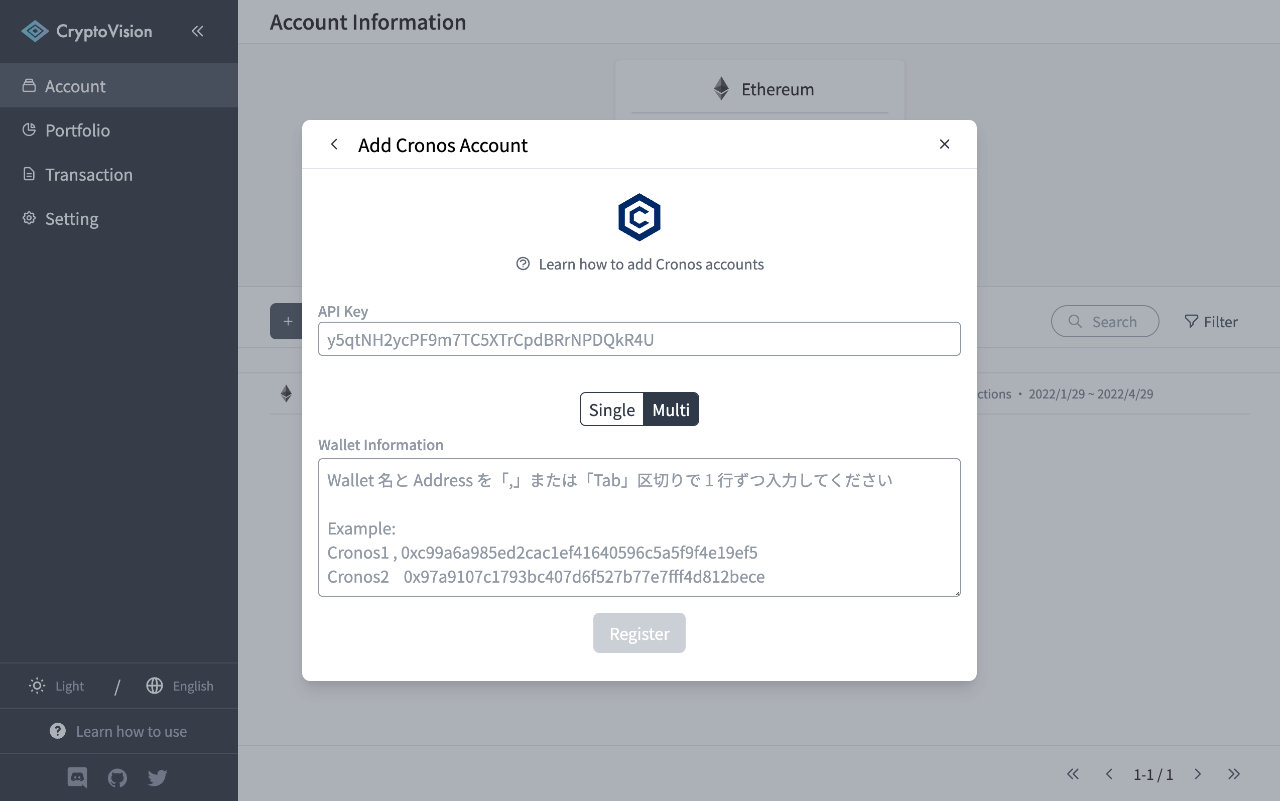 CryptoVision
Account
Portfolio
Transaction
Setting
Light / English
Learn how to use
Account Information
Ethereum
Add Cronos Account
Learn how to add Cronos accounts
API Key
y5qtNH2ycPF9m7TC5XTrCpdBRrNPDQkR4U
Single Multi
Wallet Information
Wallet 名と Address を「,」または「Tab」区切りで 1 行ずつ入力してください
Example:
Cronos1 , 0xc99a6a985ed2cac1ef41640596c5a5f9f4e19ef5
Cronos2 0x97a9107c1793bc407d6f527b77e7fff4d812bece
Register
+
Search
Filter
ctions・2022/1/29 ~ 2022/4/29
1-1 / 1